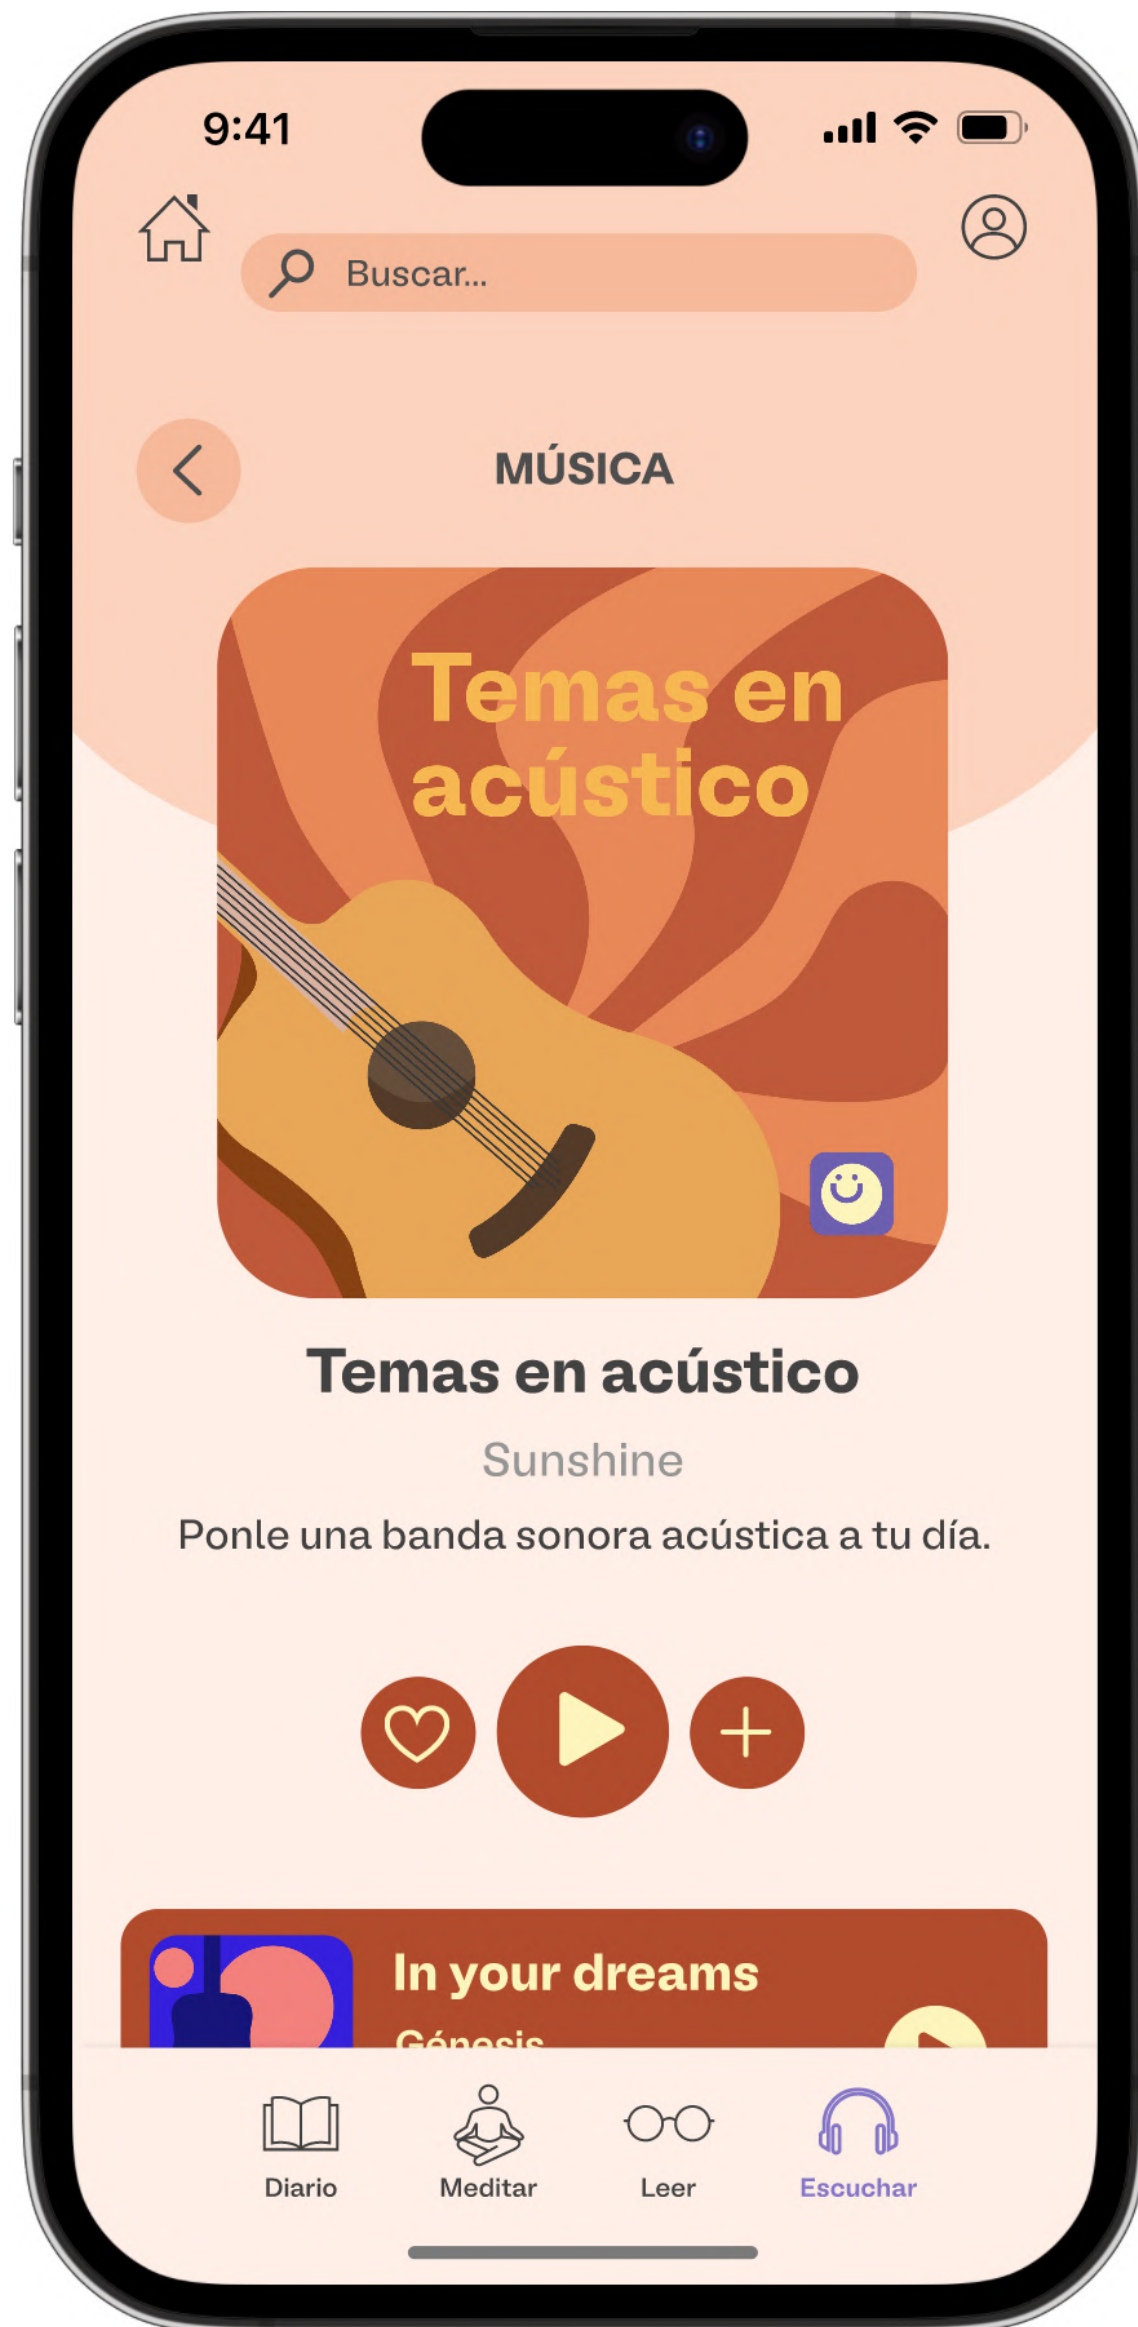 9:41
Buscar...
MÚSICA
Temas en
acústico
Temas en acústico
Sunshine
Ponle una banda sonora acústica a tu día.
In your dreams
Génesis
Diario
Meditar
Leer
Escuchar